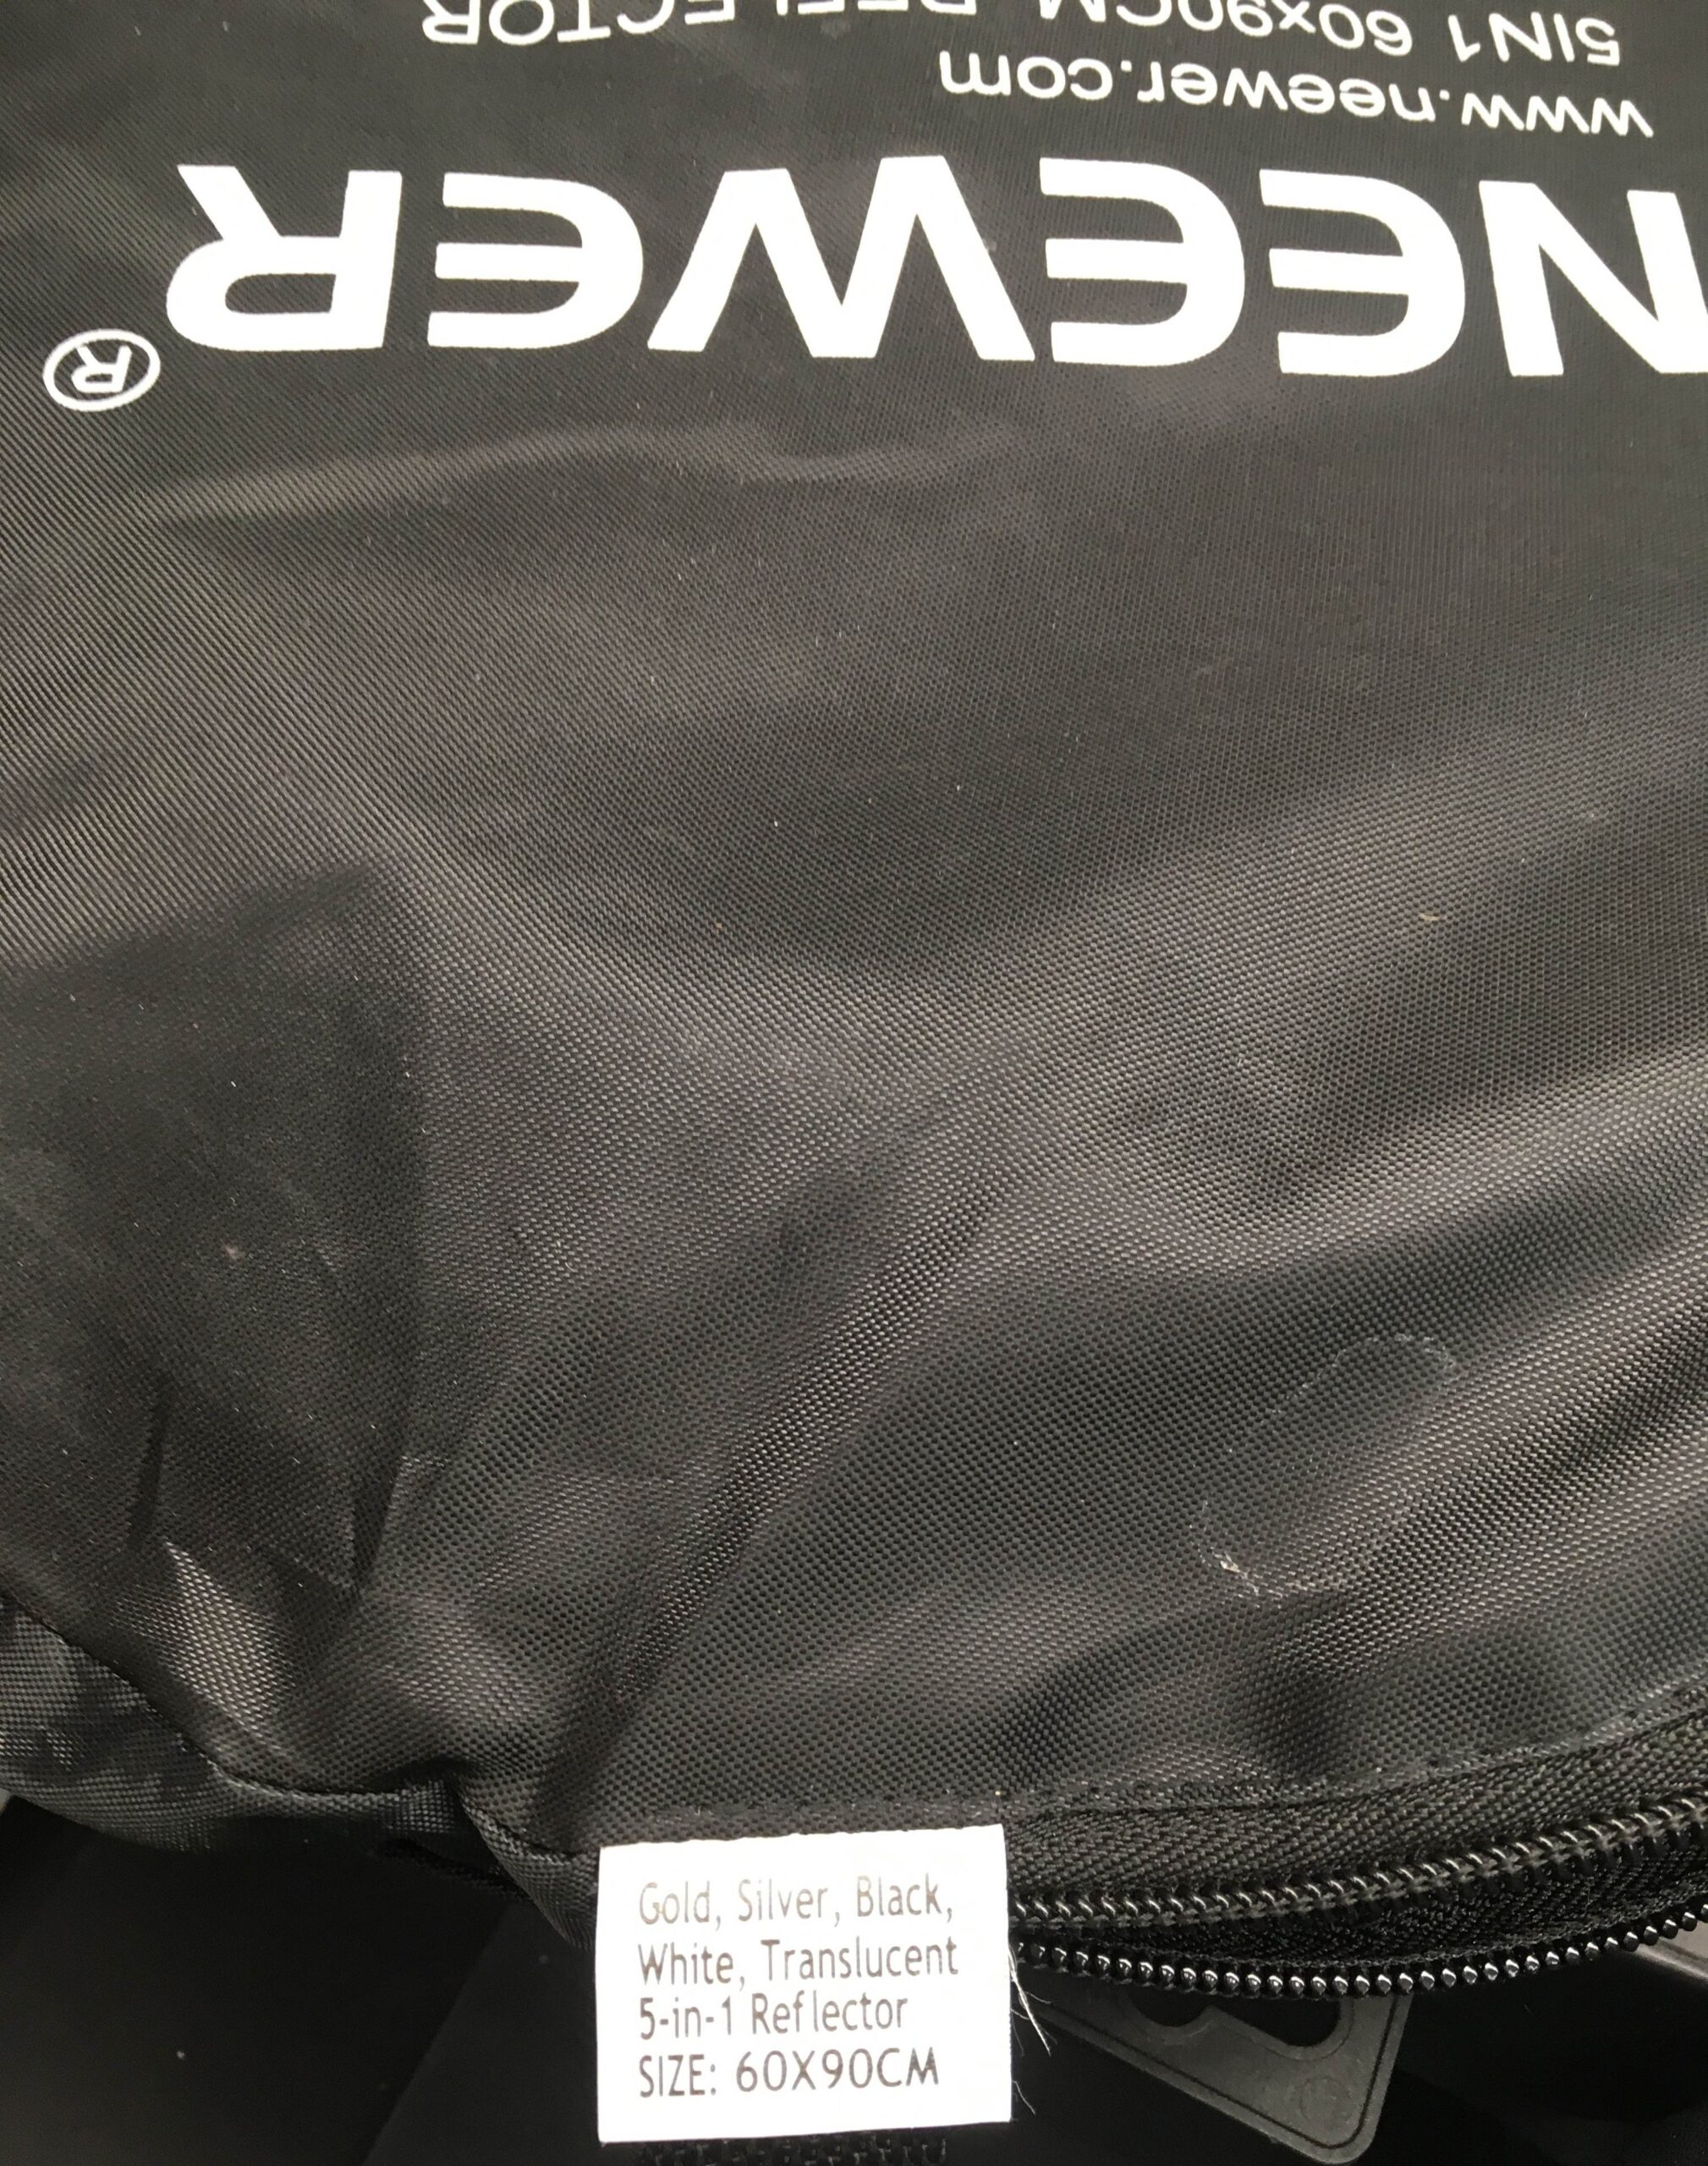 NEEWER®
www.neewer.com
5IN1 60x90CM REFLECTOR
Gold, Silver, Black,
White, Translucent
5-in-1 Reflector
SIZE: 60X90CM